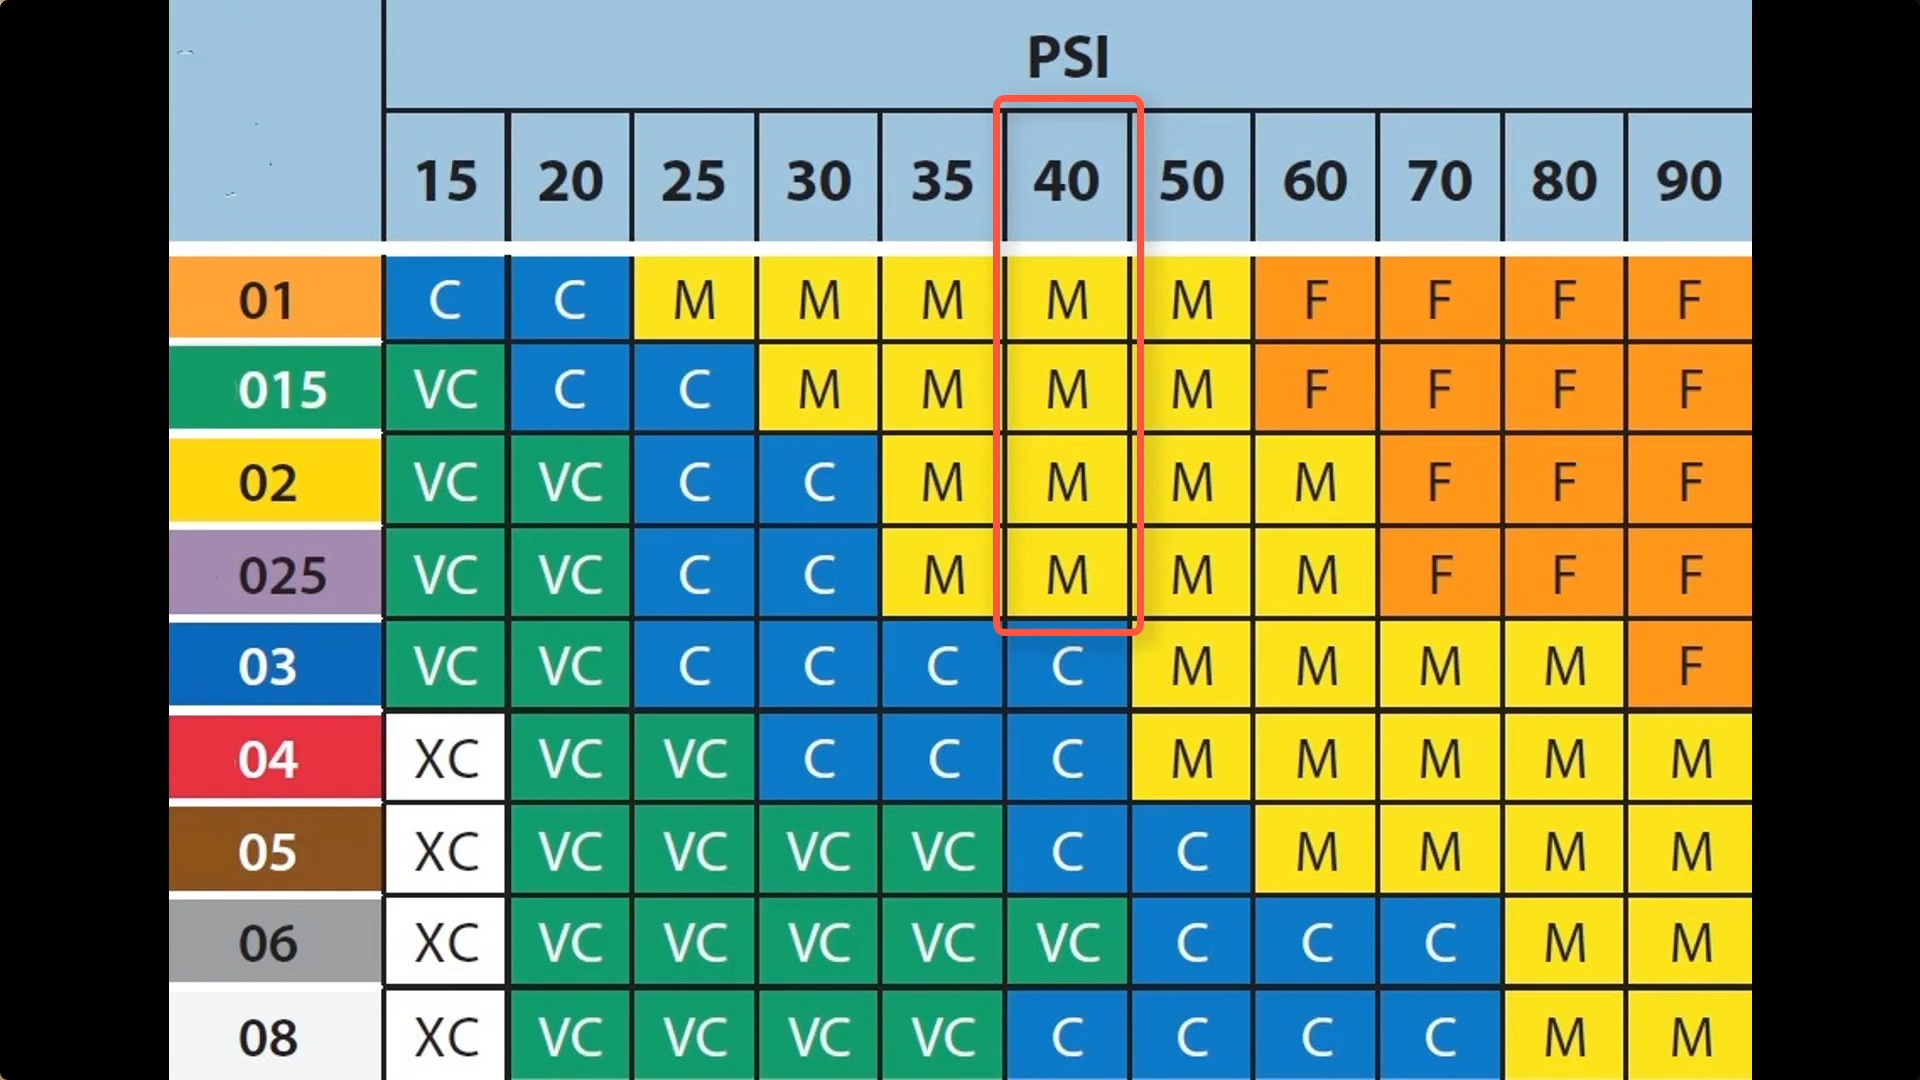 PSI
15 20 25 30 35 40 50 60 70 80 90
01 C C M M M M M F F F F
015 VC C C M M M M F F F F
02 VC VC C C M M M M F F F
025 VC VC C C M M M M F F F
03 VC VC C C C C M M M M F
04 XC VC VC C C C M M M M M
05 XC VC VC VC VC C C M M M M
06 XC VC VC VC VC VC C C C M M
08 XC VC VC VC VC C C C C M M